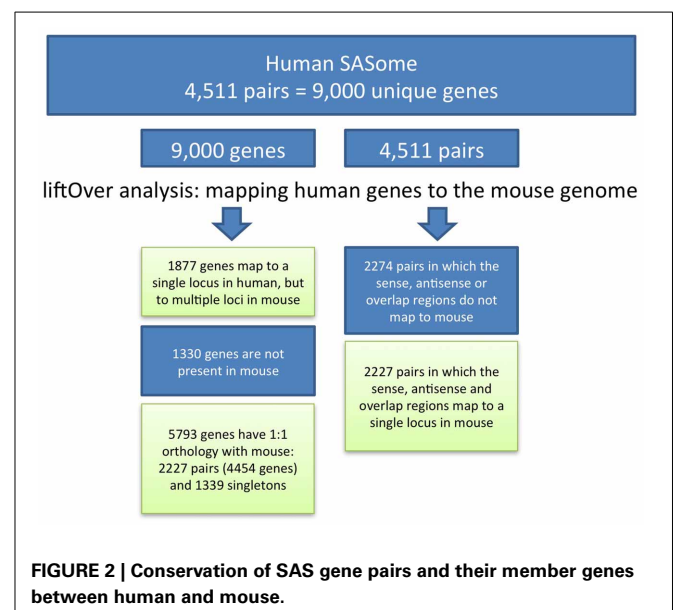 Human SASome
4,511 pairs = 9,000 unique genes
9,000 genes
4,511 pairs
liftOver analysis: mapping human genes to the mouse genome
1877 genes map to a
single locus in human, but
to multiple loci in mouse
1330 genes are not
present in mouse
5793 genes have 1:1
orthology with mouse:
2227 pairs (4454 genes)
and 1339 singletons
2274 pairs in which the
sense, antisense or
overlap regions do not
map to mouse
2227 pairs in which the
sense, antisense and
overlap regions map to a
single locus in mouse
FIGURE 2 | Conservation of SAS gene pairs and their member genes
between human and mouse.